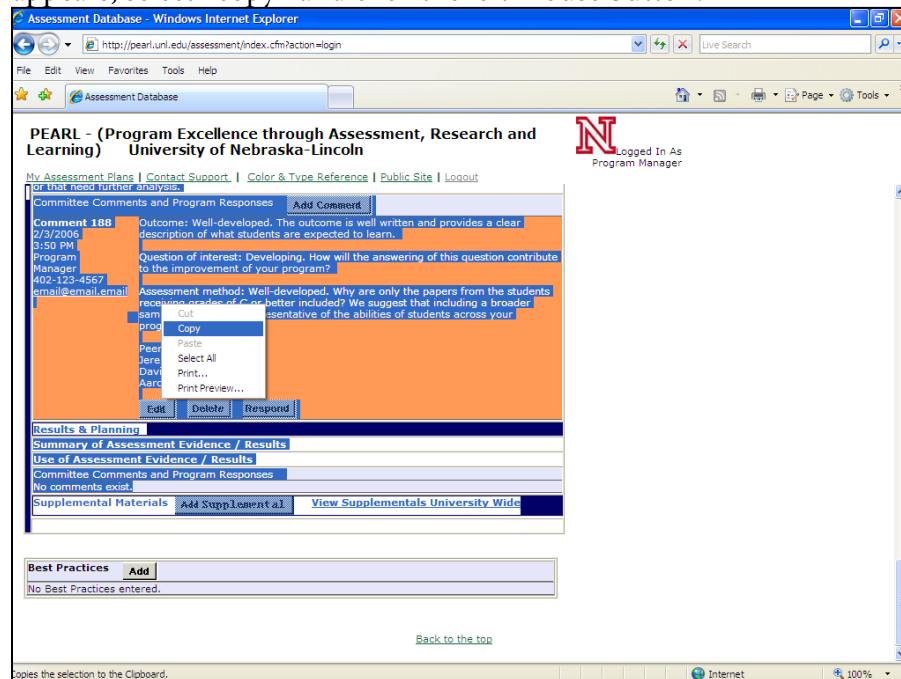 Assessment Database - Windows Internet Explorer
http://pearl.unl.edu/assessment/index.cfm?action=login
Live Search
File Edit View Favorites Tools Help
Assessment Database
Page Tools
PEARL - (Program Excellence through Assessment, Research and
Learning) University of Nebraska-Lincoln
N
Logged In As
Program Manager
My Assessment Plans | Contact Support | Color & Type Reference | Public Site | Logout
or that need further analysis.
Committee Comments and Program Responses Add Comment
Comment 188 Outcome: Well-developed. The outcome is well written and provides a clear
2/3/2006 description of what students are expected to learn.
3:50 PM
Program Question of interest: Developing. How will the answering of this question contribute
Manager to the improvement of your program?
402-123-4567
email@email.email Assessment method: Well-developed. Why are only the papers from the students
receiving grades of C or better included? We suggest that including a broader
sam esentative of the abilities of students across your
prog
Cut
Copy
Paste
Select All
Print...
Print Preview...
Peer
Jere
Davi
Aaro
Edit Delete Respond
Results & Planning
Summary of Assessment Evidence / Results
Use of Assessment Evidence / Results
Committee Comments and Program Responses
No comments exist.
Supplemental Materials Add Supplemental View Supplementals University Wide
Best Practices Add
No Best Practices entered.
Back to the top
Copies the selection to the Clipboard.
Internet
100%